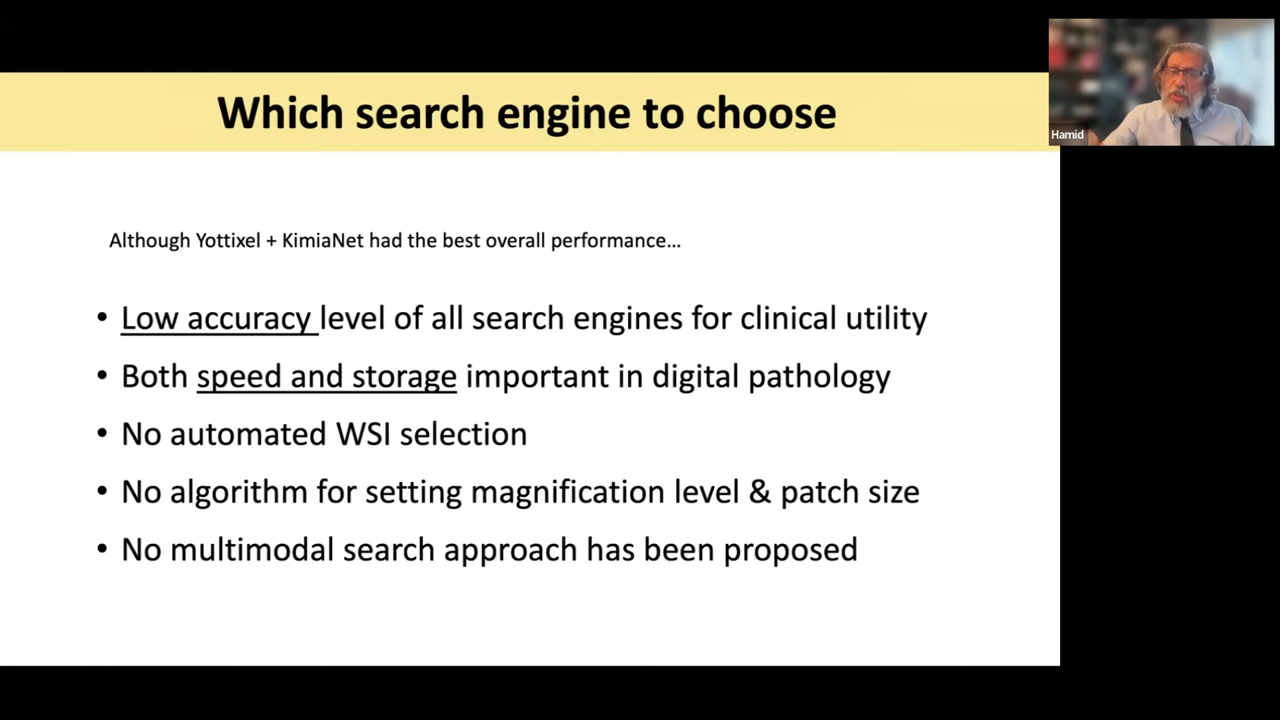 Which search engine to choose
Hamid
Although Yottixel + KimiaNet had the best overall performance...
• Low accuracy level of all search engines for clinical utility
• Both speed and storage important in digital pathology
• No automated WSI selection
• No algorithm for setting magnification level & patch size
• No multimodal search approach has been proposed